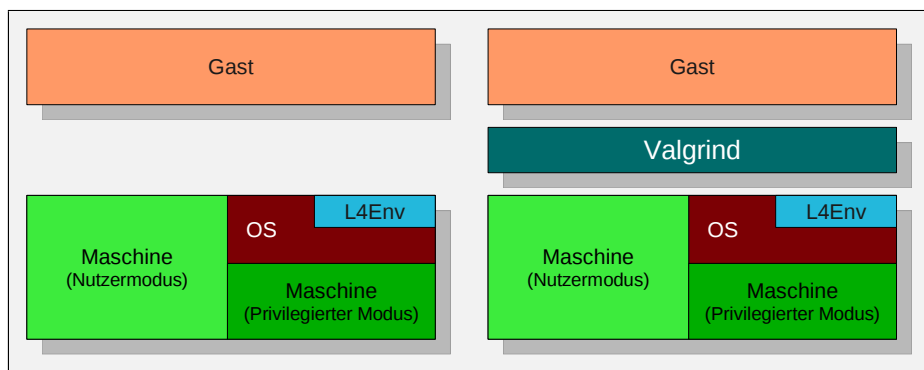 Gast
L4Env
OS
Maschine
(Nutzermodus)
Maschine
(Privilegierter Modus)
Gast
Valgrind
L4Env
OS
Maschine
(Nutzermodus)
Maschine
(Privilegierter Modus)